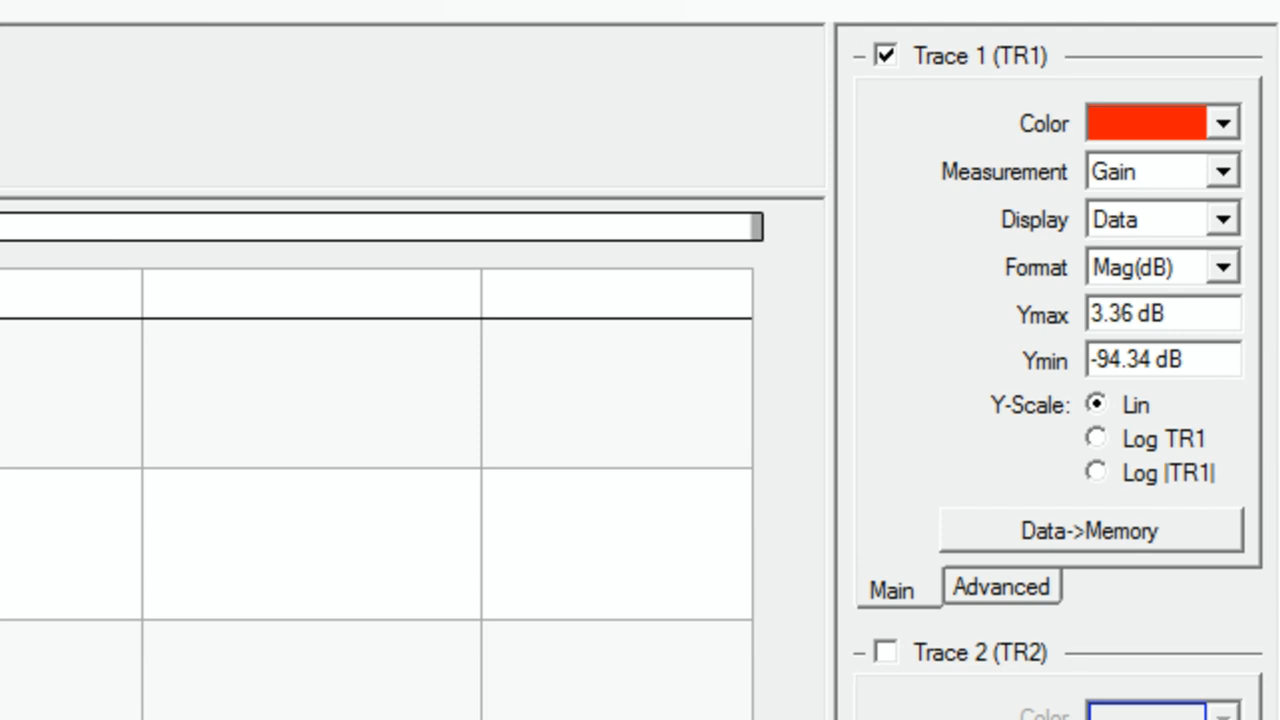 Trace 1 (TR1)
Color
Measurement Gain
Display Data
Format Mag(dB)
Ymax 3.36 dB
Ymin -94.34 dB
Y-Scale: Lin
Log TR1
Log |TR1|
Data->Memory
Main Advanced
Trace 2 (TR2)
Color